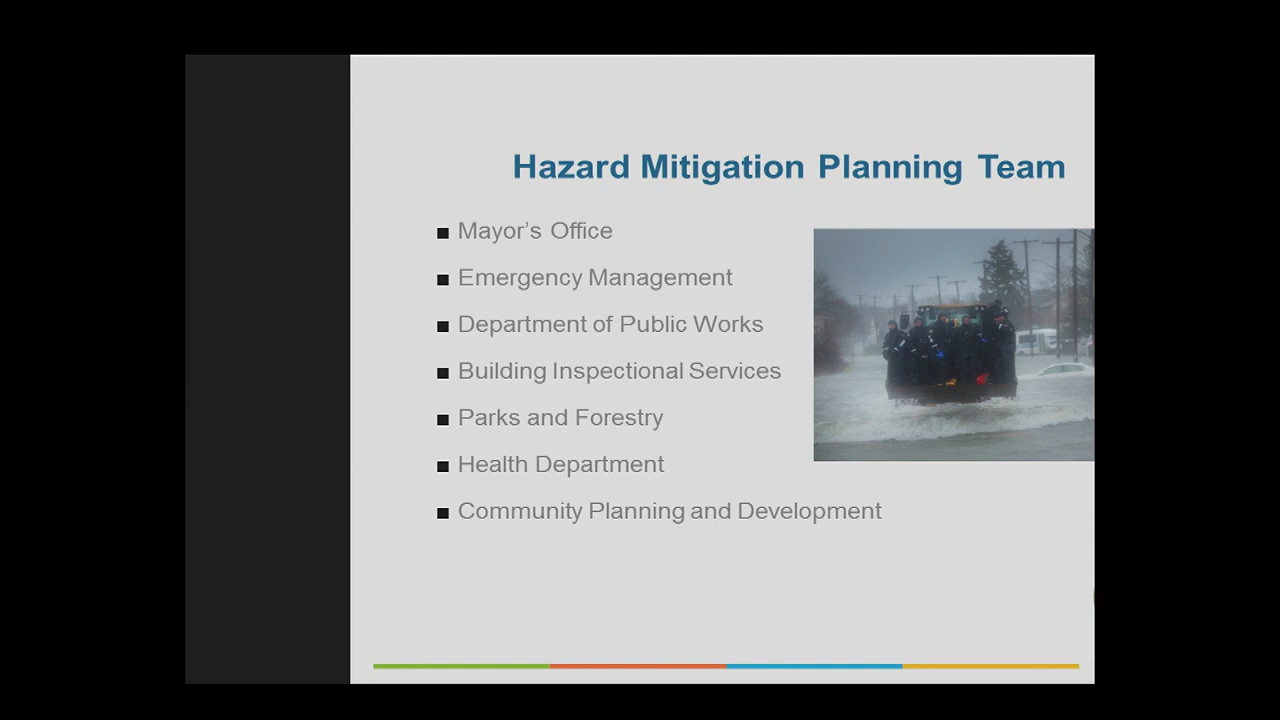 Hazard Mitigation Planning Team
Mayor’s Office
Emergency Management
Department of Public Works
Building Inspectional Services
Parks and Forestry
Health Department
Community Planning and Development